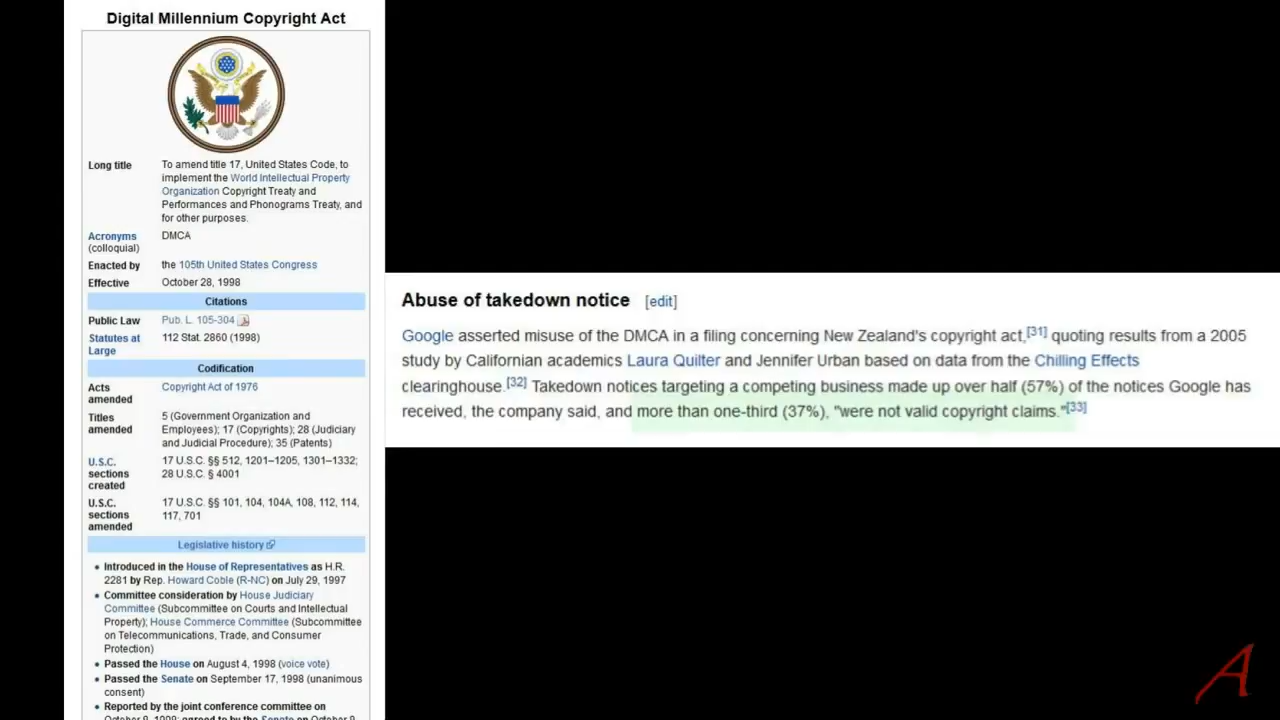 Digital Millennium Copyright Act
Long title To amend title 17, United States Code, to
implement the World Intellectual Property
Organization Copyright Treaty and
Performances and Phonograms Treaty, and
for other purposes.
Acronyms DMCA
(colloquial)
Enacted by the 105th United States Congress
Effective October 28, 1998
Citations
Public Law Pub. L. 105-304
Statutes at 112 Stat. 2860 (1998)
Large
Codification
Acts Copyright Act of 1976
amended
Titles 5 (Government Organization and
amended Employees); 17 (Copyrights); 28 (Judiciary
and Judicial Procedure); 35 (Patents)
U.S.C. 17 U.S.C. §§ 512, 1201–1205, 1301–1332;
sections 28 U.S.C. § 4001
created
U.S.C. 17 U.S.C. §§ 101, 104, 104A, 108, 112, 114,
sections 117, 701
amended
Legislative history
• Introduced in the House of Representatives as H.R.
2281 by Rep. Howard Coble (R-NC) on July 29, 1997
• Committee consideration by House Judiciary
Committee (Subcommittee on Courts and Intellectual
Property); House Commerce Committee (Subcommittee
on Telecommunications, Trade, and Consumer
Protection)
• Passed the House on August 4, 1998 (voice vote)
• Passed the Senate on September 17, 1998 (unanimous
consent)
• Reported by the joint conference committee on
Abuse of takedown notice [edit]
Google asserted misuse of the DMCA in a filing concerning New Zealand's copyright act,[31] quoting results from a 2005
study by Californian academics Laura Quilter and Jennifer Urban based on data from the Chilling Effects
clearinghouse.[32] Takedown notices targeting a competing business made up over half (57%) of the notices Google has
received, the company said, and more than one-third (37%), "were not valid copyright claims."[33]
A